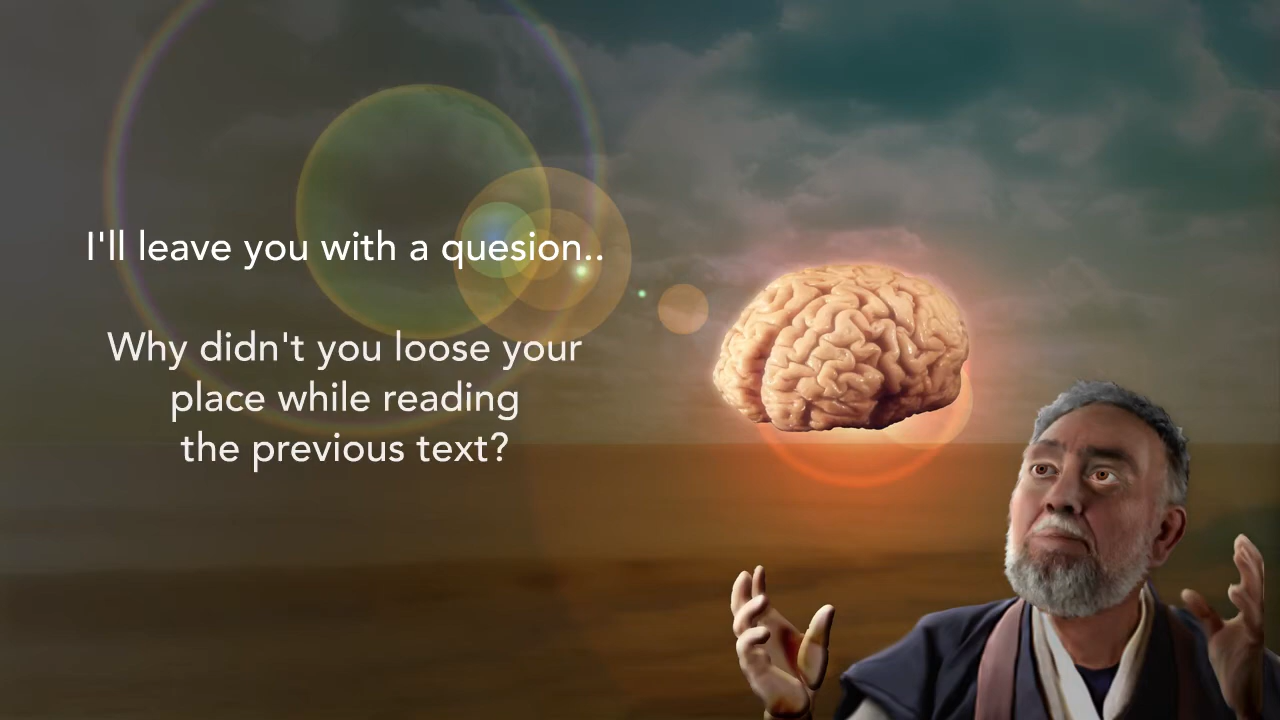 I'll leave you with a quesion..
Why didn't you loose your
place while reading
the previous text?